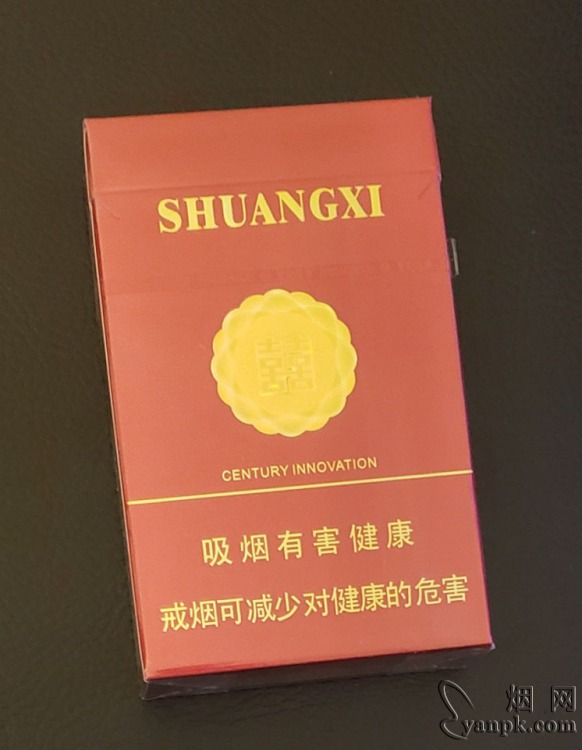 SHUANGXI
囍
CENTURY INNOVATION
吸烟有害健康
戒烟可减少对健康的危害
烟网
yanpk.com